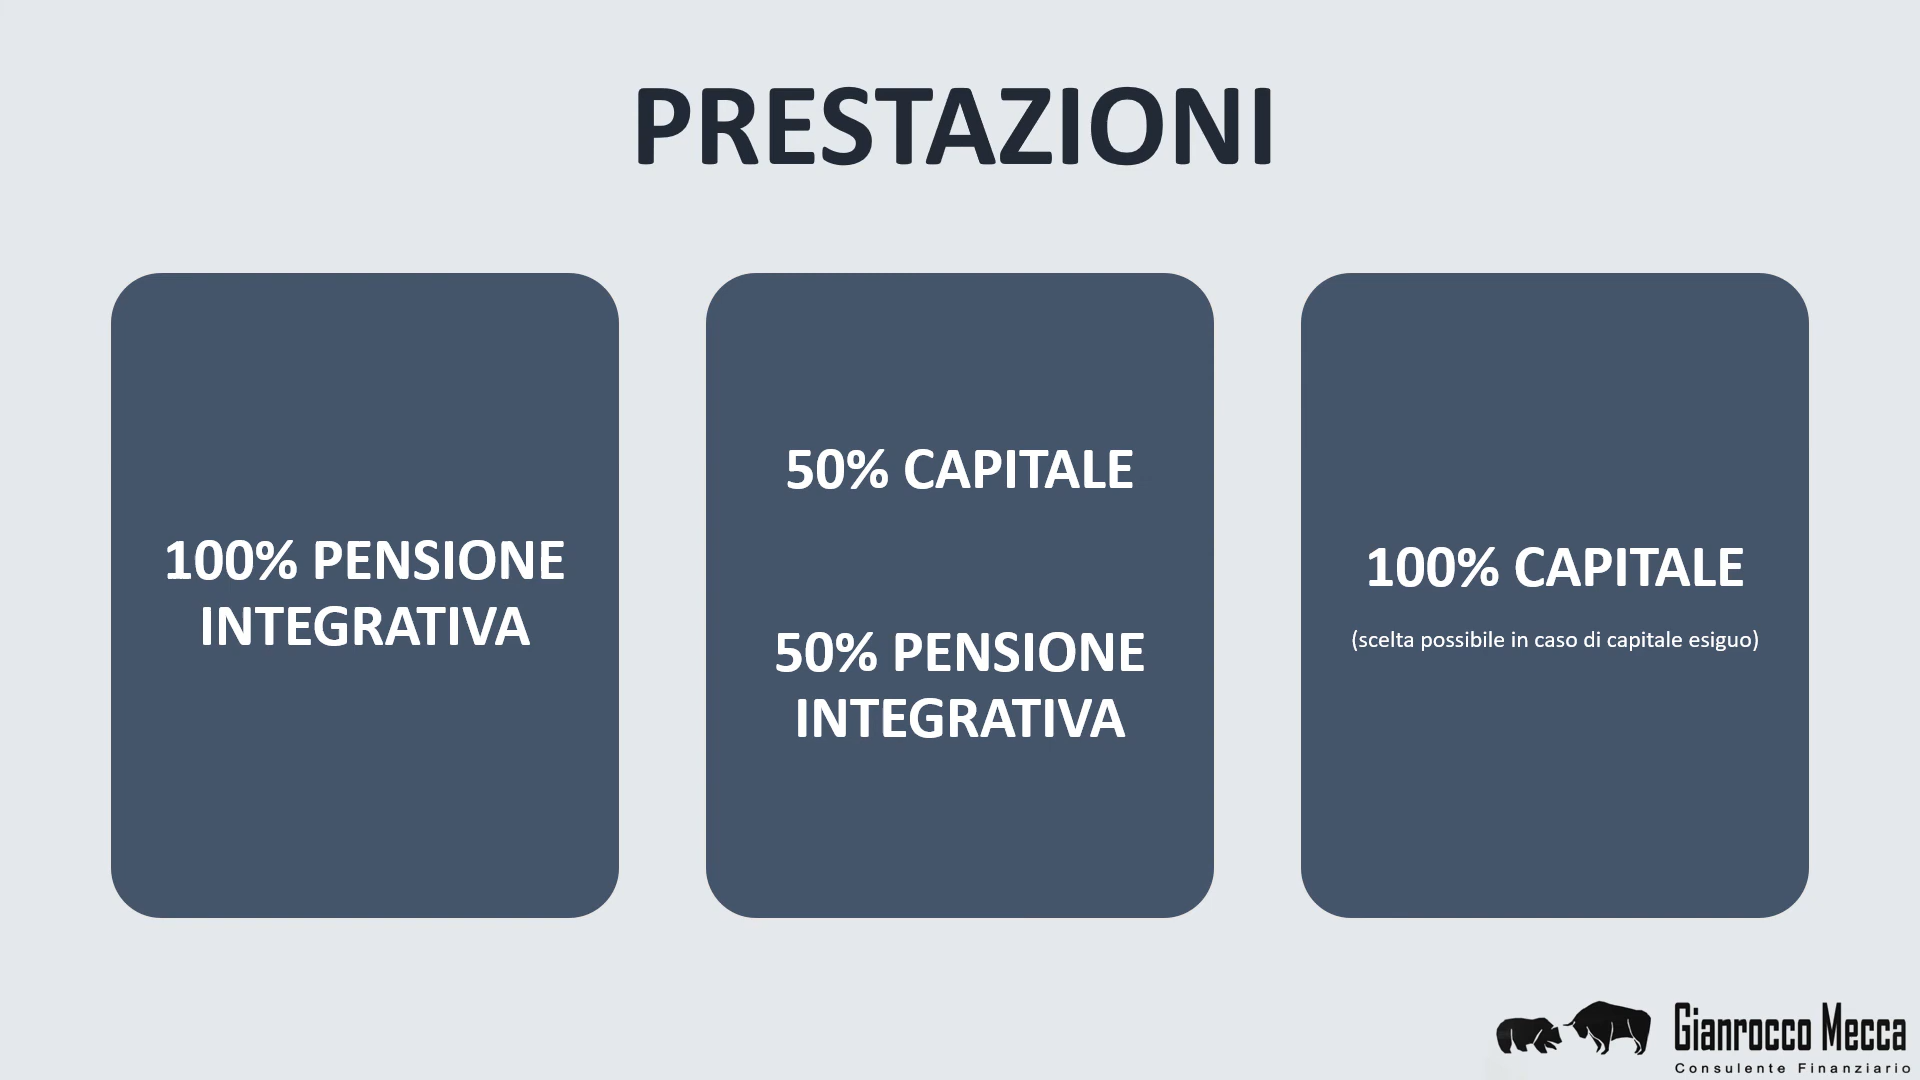 PRESTAZIONI
100% PENSIONE
INTEGRATIVA
50% CAPITALE
50% PENSIONE
INTEGRATIVA
100% CAPITALE
(scelta possibile in caso di capitale esiguo)
Gianrocco Mecca
Consulente Finanziario